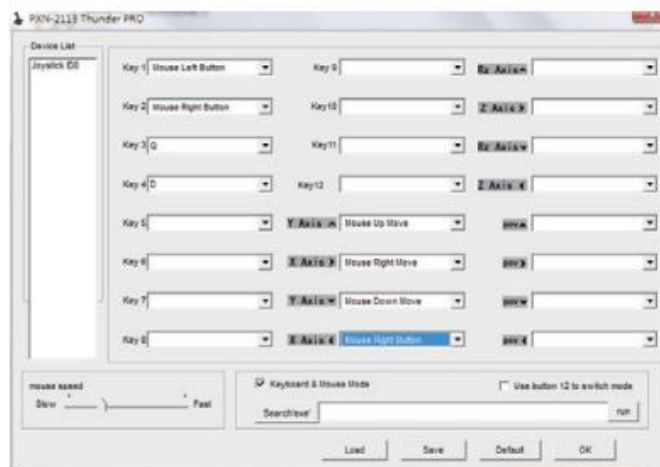 PXN-2113 Thunder PRO
Device List
Joystick ID0
Key 1 Mouse Left Button
Key 2 Mouse Right Button
Key 3 Q
Key 4 D
Key 5
Key 6
Key 7
Key 8
Key 9
Key10
Key11
Key12
Y Axis Mouse Up Move
X Axis Mouse Right Move
Y Axis Mouse Down Move
X Axis Mouse Right Button
Rz Axis
Z Axis
Rz Axis
Z Axis
pov
pov
pov
pov
mouse speed
Slow
Fast
Keyboard & Mouse Mode
Use button 12 to switch mode
Search'exe'
run
Load
Save
Default
OK